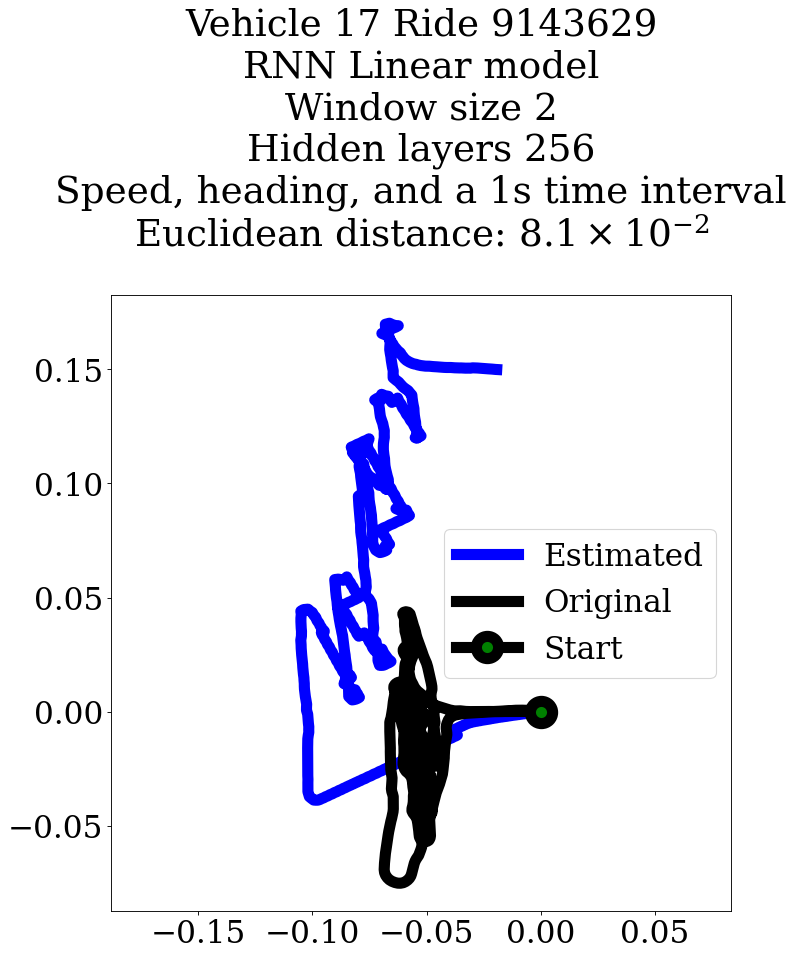 Vehicle 17 Ride 9143629
RNN Linear model
Window size 2
Hidden layers 256
Speed, heading, and a 1s time interval
Euclidean distance: 8.1 × 10⁻²
0.15
0.10
0.05
0.00
−0.05
Estimated
Original
Start
−0.15 −0.10 −0.05 0.00 0.05